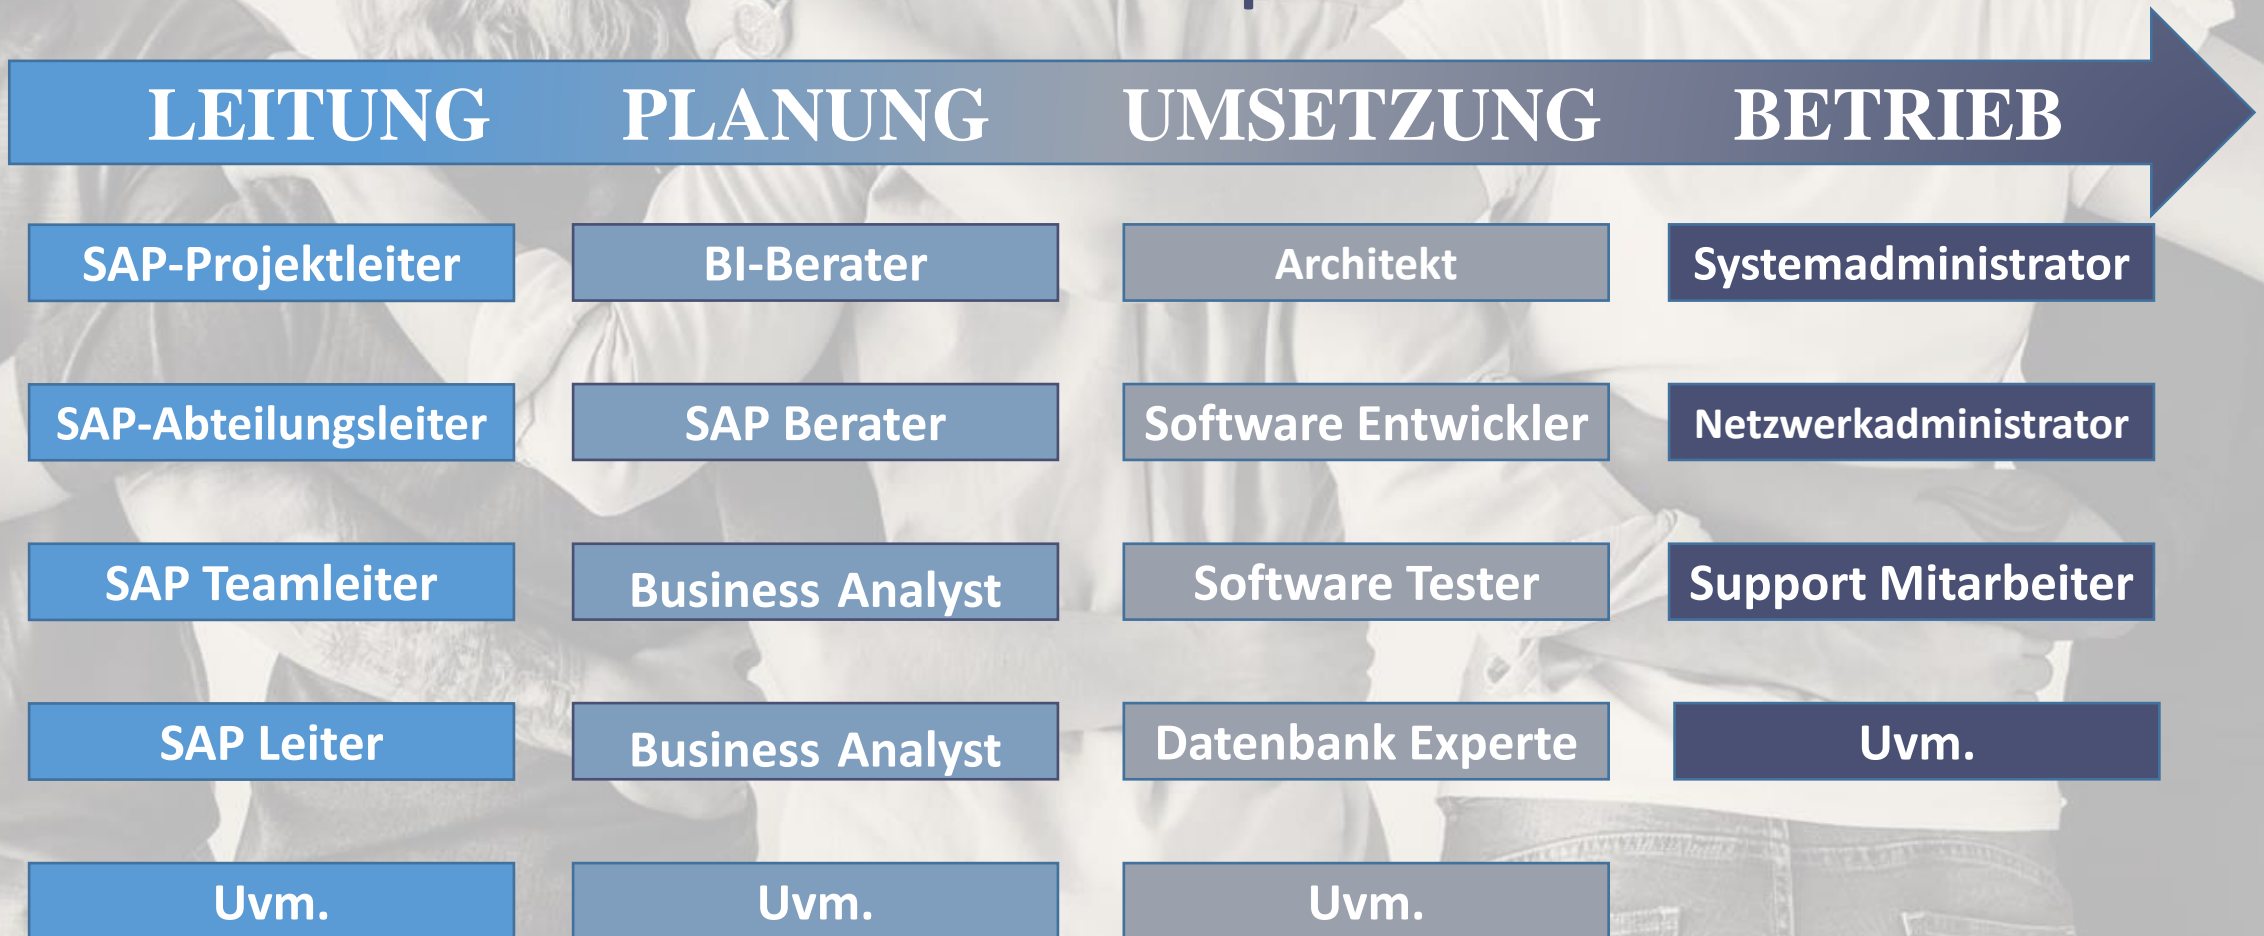 LEITUNG PLANUNG UMSETZUNG BETRIEB
SAP-Projektleiter BI-Berater Architekt Systemadministrator
SAP-Abteilungsleiter SAP Berater Software Entwickler Netzwerkadministrator
SAP Teamleiter Business Analyst Software Tester Support Mitarbeiter
SAP Leiter Business Analyst Datenbank Experte Uvm.
Uvm. Uvm. Uvm.